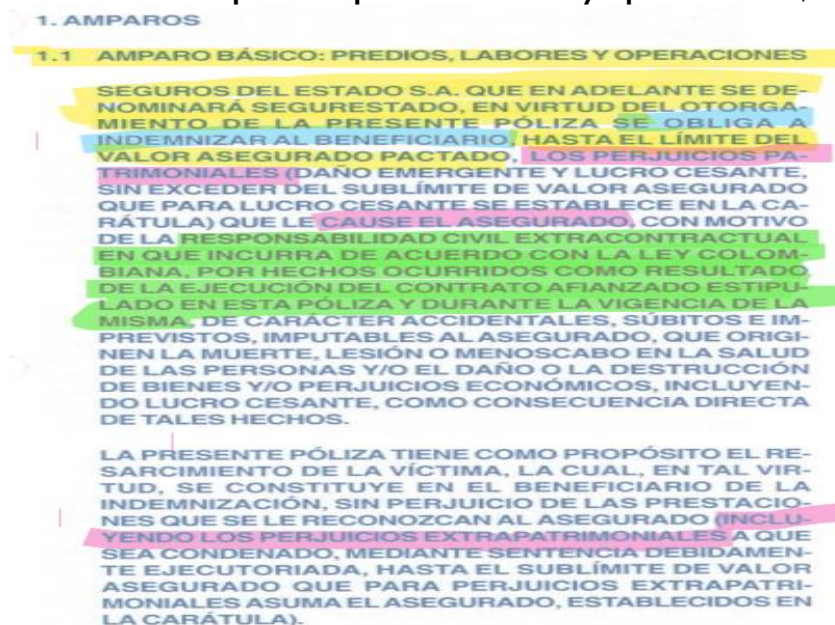 1. AMPAROS
1.1 AMPARO BÁSICO: PREDIOS, LABORES Y OPERACIONES
SEGUROS DEL ESTADO S.A. QUE EN ADELANTE SE DE-
NOMINARÁ SEGURESTADO, EN VIRTUD DEL OTORGA-
MIENTO DE LA PRESENTE PÓLIZA SE OBLIGA A
INDEMNIZAR AL BENEFICIARIO, HASTA EL LÍMITE DEL
VALOR ASEGURADO PACTADO, LOS PERJUICIOS PA-
TRIMONIALES (DAÑO EMERGENTE Y LUCRO CESANTE,
SIN EXCEDER DEL SUBLÍMITE DE VALOR ASEGURADO
QUE PARA LUCRO CESANTE SE ESTABLECE EN LA CA-
RÁTULA) QUE LE CAUSE EL ASEGURADO, CON MOTIVO
DE LA RESPONSABILIDAD CIVIL EXTRACONTRACTUAL
EN QUE INCURRA DE ACUERDO CON LA LEY COLOM-
BIANA, POR HECHOS OCURRIDOS COMO RESULTADO
DE LA EJECUCIÓN DEL CONTRATO AFIANZADO ESTIPU-
LADO EN ESTA PÓLIZA Y DURANTE LA VIGENCIA DE LA
MISMA, DE CARÁCTER ACCIDENTALES, SÚBITOS E IM-
PREVISTOS, IMPUTABLES AL ASEGURADO, QUE ORIGI-
NEN LA MUERTE, LESIÓN O MENOSCABO EN LA SALUD
DE LAS PERSONAS Y/O EL DAÑO O LA DESTRUCCIÓN
DE BIENES Y/O PERJUICIOS ECONÓMICOS, INCLUYEN-
DO LUCRO CESANTE, COMO CONSECUENCIA DIRECTA
DE TALES HECHOS.
LA PRESENTE PÓLIZA TIENE COMO PROPÓSITO EL RE-
SARCIMIENTO DE LA VÍCTIMA, LA CUAL, EN TAL VIR-
TUD, SE CONSTITUYE EN EL BENEFICIARIO DE LA
INDEMNIZACIÓN, SIN PERJUICIO DE LAS PRESTACIO-
NES QUE SE LE RECONOZCAN AL ASEGURADO (INCLU-
YENDO LOS PERJUICIOS EXTRAPATRIMONIALES A QUE
SEA CONDENADO, MEDIANTE SENTENCIA DEBIDAMEN-
TE EJECUTORIADA, HASTA EL SUBLÍMITE DE VALOR
ASEGURADO QUE PARA PERJUICIOS EXTRAPATRI-
MONIALES ASUMA EL ASEGURADO, ESTABLECIDOS EN
LA CARÁTULA).